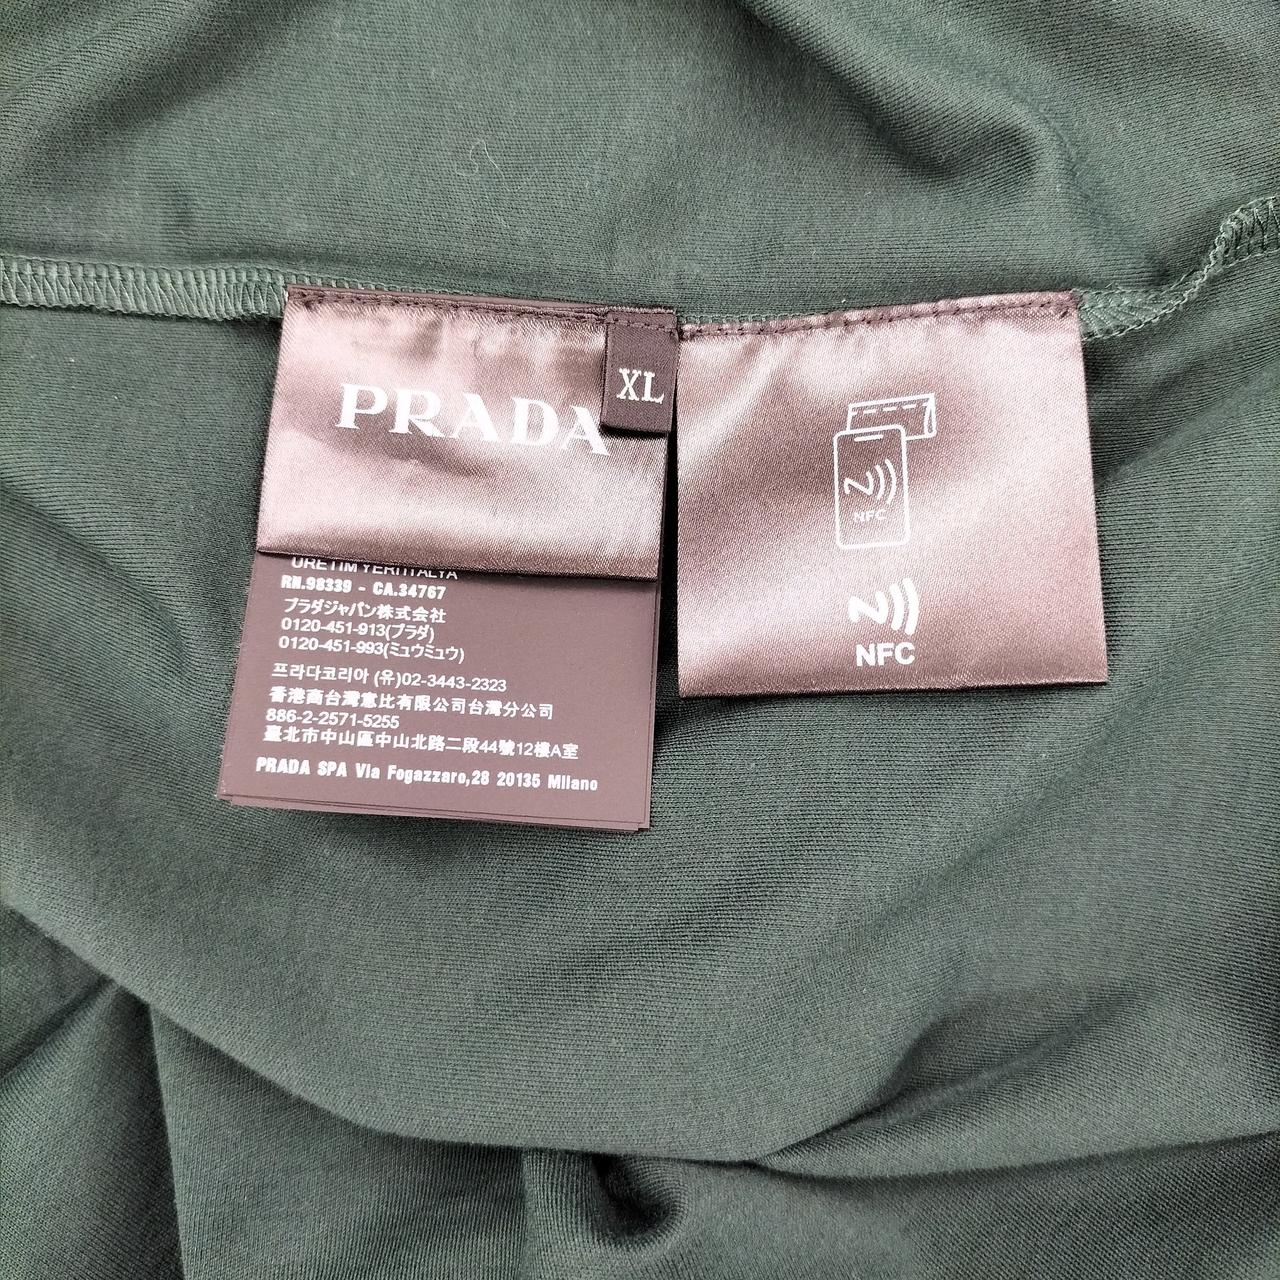 PRADA
XL
ÜRETİM YERİ:İTALYA
RN.98339 - CA.34767
プラダジャパン株式会社
0120-451-913(プラダ)
0120-451-993(ミュウミュウ)
프라다코리아 (유)02-3443-2323
香港商台灣惠比有限公司台灣分公司
886-2-2571-5255
臺北市中山區中山北路二段44號12樓A室
PRADA SPA Via Fogazzaro,28 20135 Milano
NFC
NFC